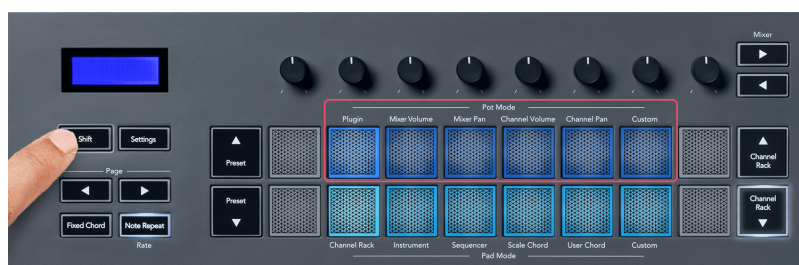 Mixer
Pot Mode
Plugin Mixer Volume Mixer Pan Channel Volume Channel Pan Custom
Shift Settings
Preset
Channel
Rack
Page
Preset
Channel
Rack
Fixed Chord Note Repeat
Rate
Channel Rack Instrument Sequencer Scale Chord User Chord Custom
Pad Mode